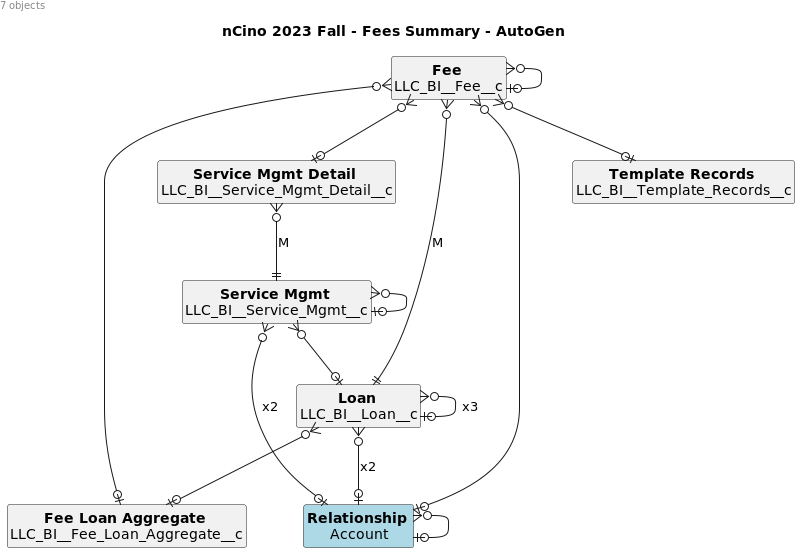 7 objects
nCino 2023 Fall - Fees Summary - AutoGen
Fee
LLC_BI__Fee__c
Service Mgmt Detail
LLC_BI__Service_Mgmt_Detail__c
Template Records
LLC_BI__Template_Records__c
M
M
Service Mgmt
LLC_BI__Service_Mgmt__c
Loan
LLC_BI__Loan__c
x2
x3
x2
Fee Loan Aggregate
LLC_BI__Fee_Loan_Aggregate__c
Relationship
Account